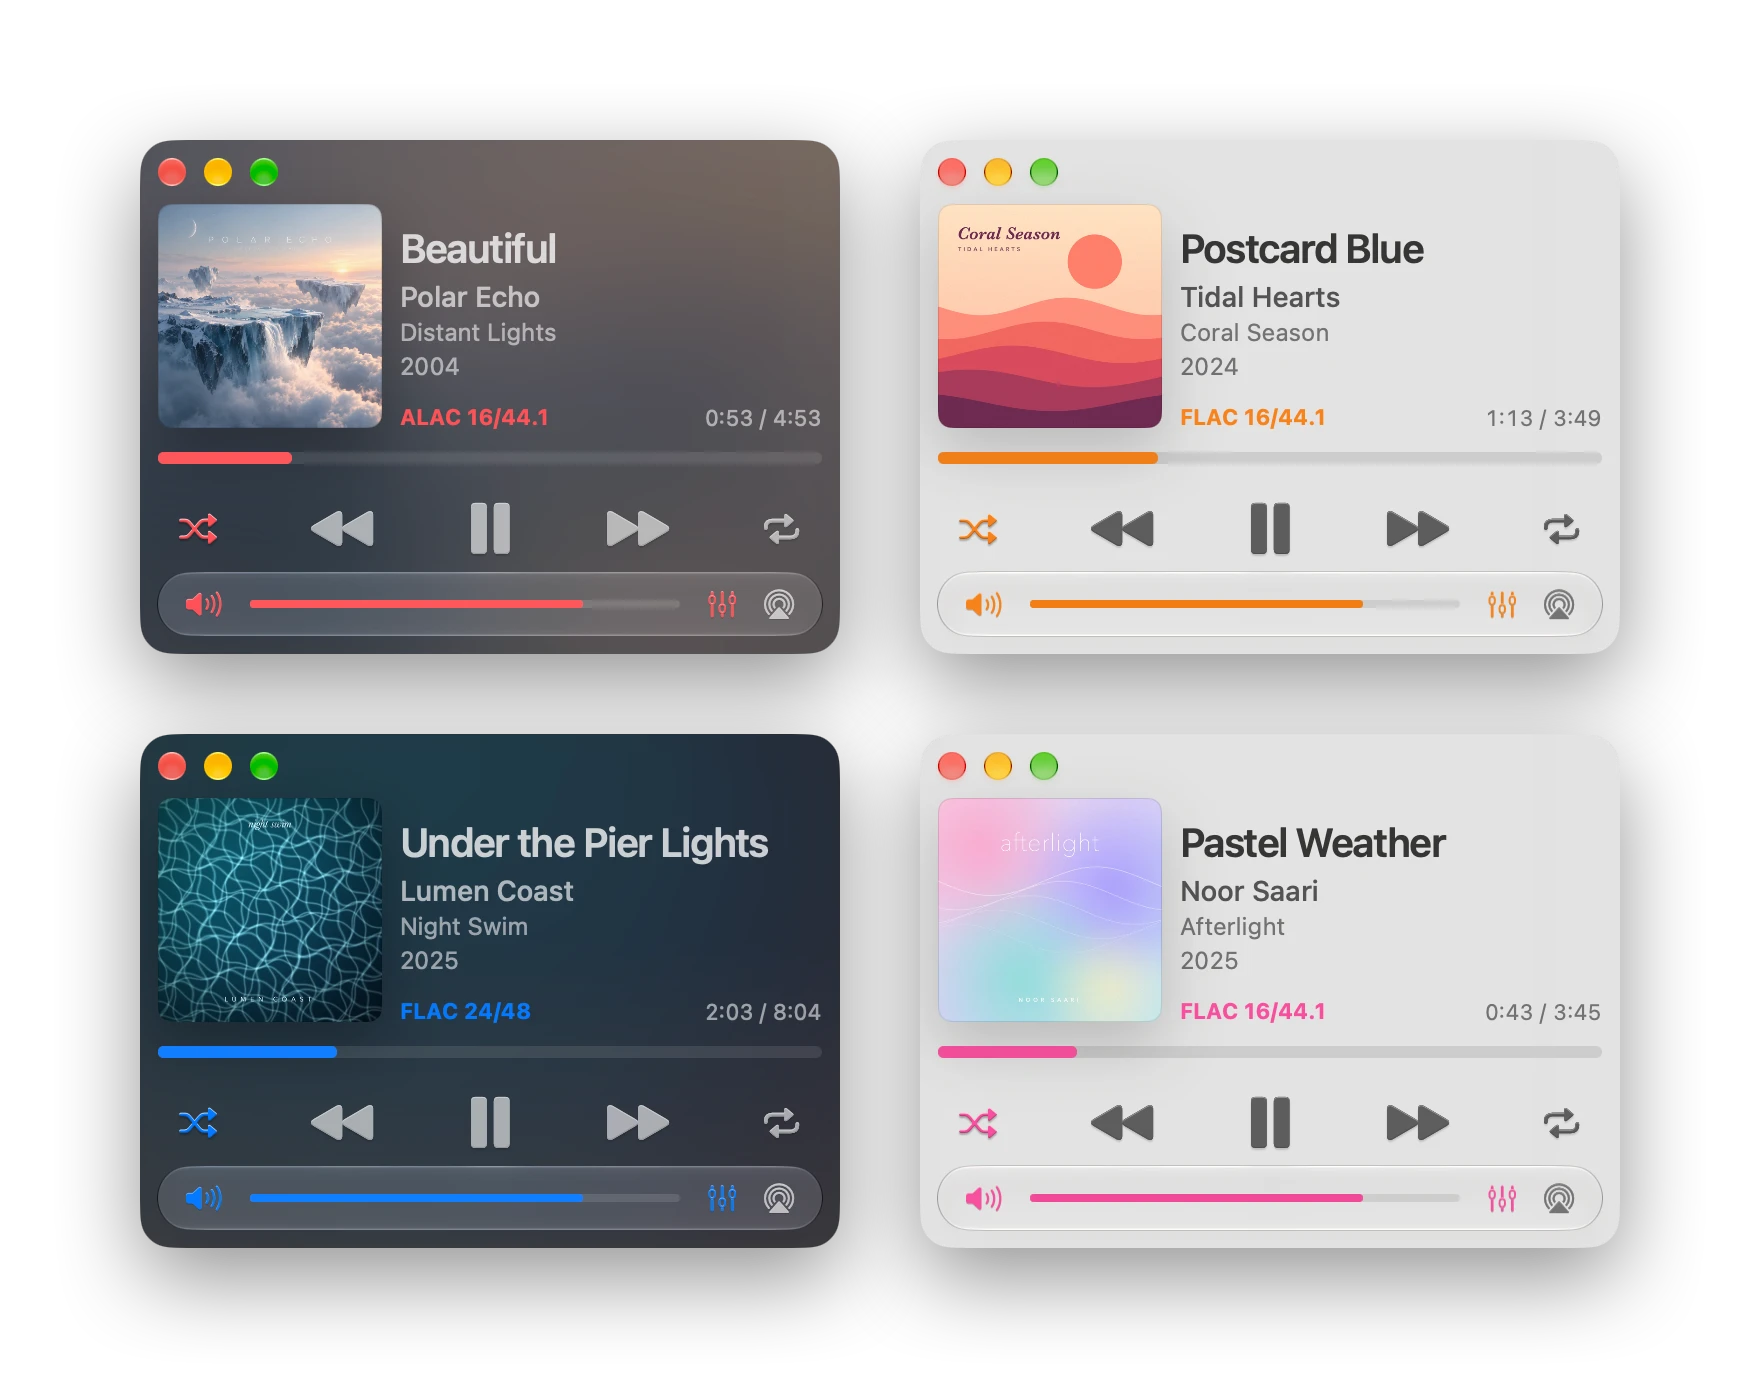 POLAR ECHO
Beautiful
Polar Echo
Distant Lights
2004
ALAC 16/44.1
0:53 / 4:53
Coral Season
TIDAL HEARTS
Postcard Blue
Tidal Hearts
Coral Season
2024
FLAC 16/44.1
1:13 / 3:49
night swim
Under the Pier Lights
Lumen Coast
Night Swim
2025
LUMEN COAST
FLAC 24/48
2:03 / 8:04
afterlight
Pastel Weather
Noor Saari
Afterlight
2025
NOOR SAARI
FLAC 16/44.1
0:43 / 3:45